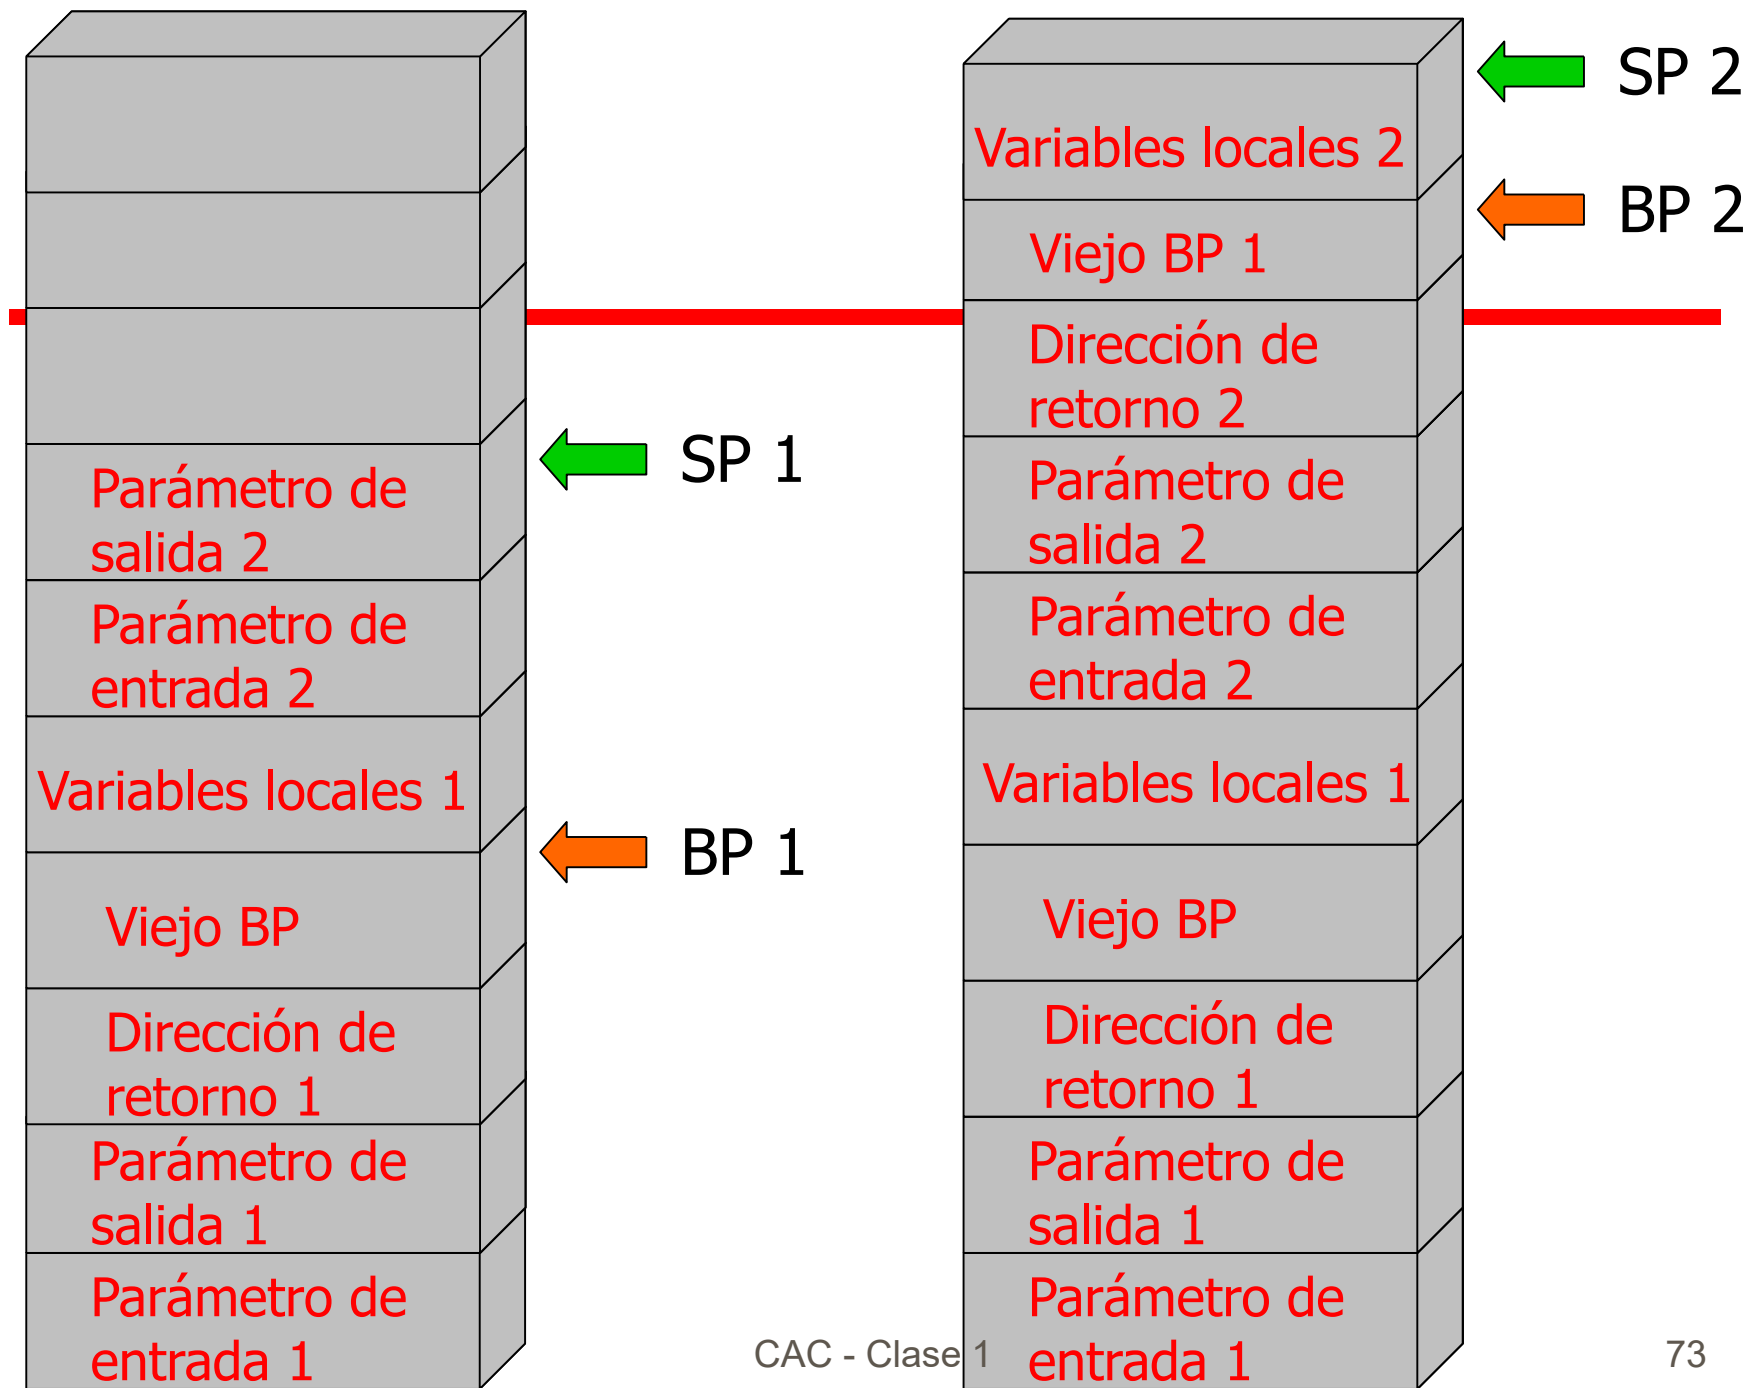 Parámetro de
salida 2
Parámetro de
entrada 2
Variables locales 1
Viejo BP
Dirección de
retorno 1
Parámetro de
salida 1
Parámetro de
entrada 1
SP 1
BP 1
Variables locales 2
Viejo BP 1
Dirección de
retorno 2
Parámetro de
salida 2
Parámetro de
entrada 2
Variables locales 1
Viejo BP
Dirección de
retorno 1
Parámetro de
salida 1
Parámetro de
entrada 1
SP 2
BP 2
CAC - Clase 1
73